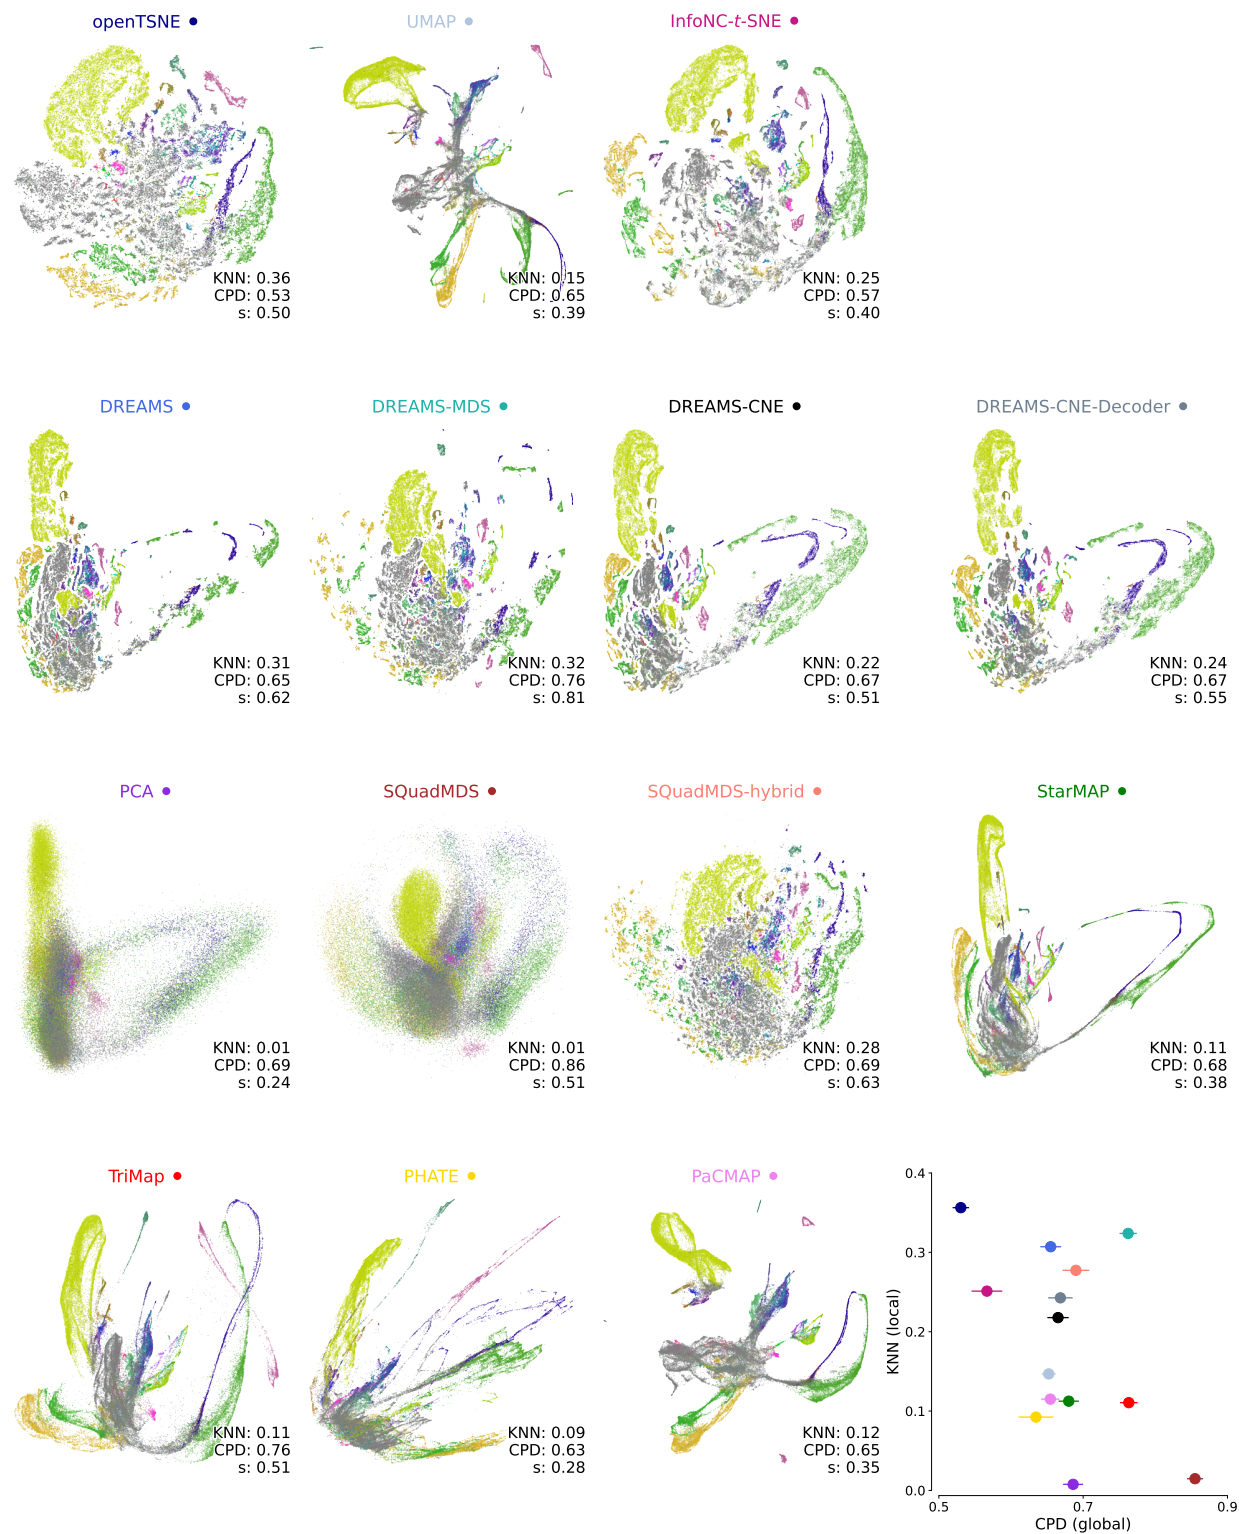 openTSNE
UMAP
InfoNC-t-SNE
KNN: 0.36
CPD: 0.53
s: 0.50
KNN: 0.15
CPD: 0.65
s: 0.39
KNN: 0.25
CPD: 0.57
s: 0.40
DREAMS
DREAMS-MDS
DREAMS-CNE
DREAMS-CNE-Decoder
KNN: 0.31
CPD: 0.65
s: 0.62
KNN: 0.32
CPD: 0.76
s: 0.81
KNN: 0.22
CPD: 0.67
s: 0.51
KNN: 0.24
CPD: 0.67
s: 0.55
PCA
SQuadMDS
SQuadMDS-hybrid
StarMAP
KNN: 0.01
CPD: 0.69
s: 0.24
KNN: 0.01
CPD: 0.86
s: 0.51
KNN: 0.28
CPD: 0.69
s: 0.63
KNN: 0.11
CPD: 0.68
s: 0.38
TriMap
PHATE
PaCMAP
KNN: 0.11
CPD: 0.76
s: 0.51
KNN: 0.09
CPD: 0.63
s: 0.28
KNN: 0.12
CPD: 0.65
s: 0.35
0.4
0.3
0.2
0.1
0.0
KNN (local)
0.5
0.7
0.9
CPD (global)